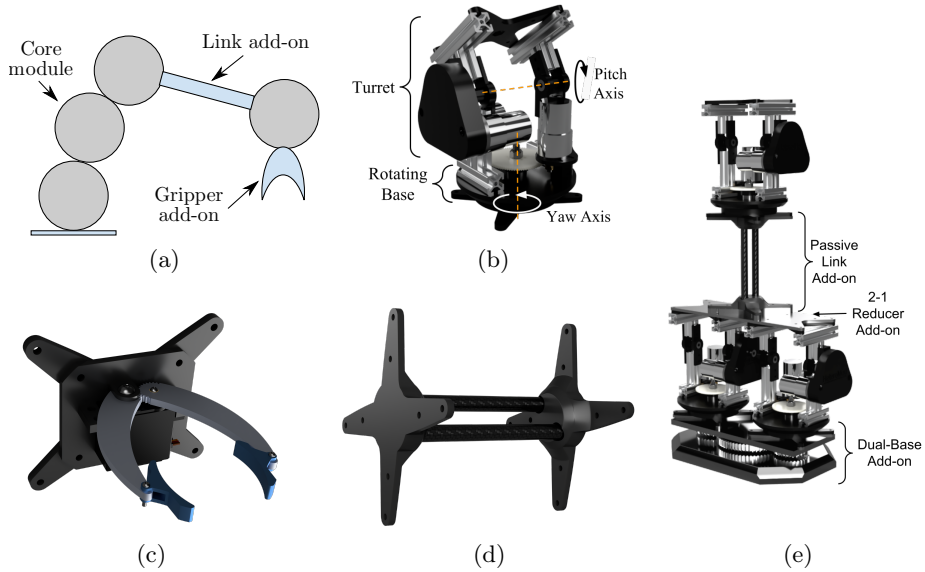 Core
module
Link add-on
Gripper
add-on
(a)
Turret
Rotating
Base
Pitch
Axis
Yaw Axis
(b)
(c)
(d)
Passive
Link
Add-on
2-1
Reducer
Add-on
Dual-Base
Add-on
(e)